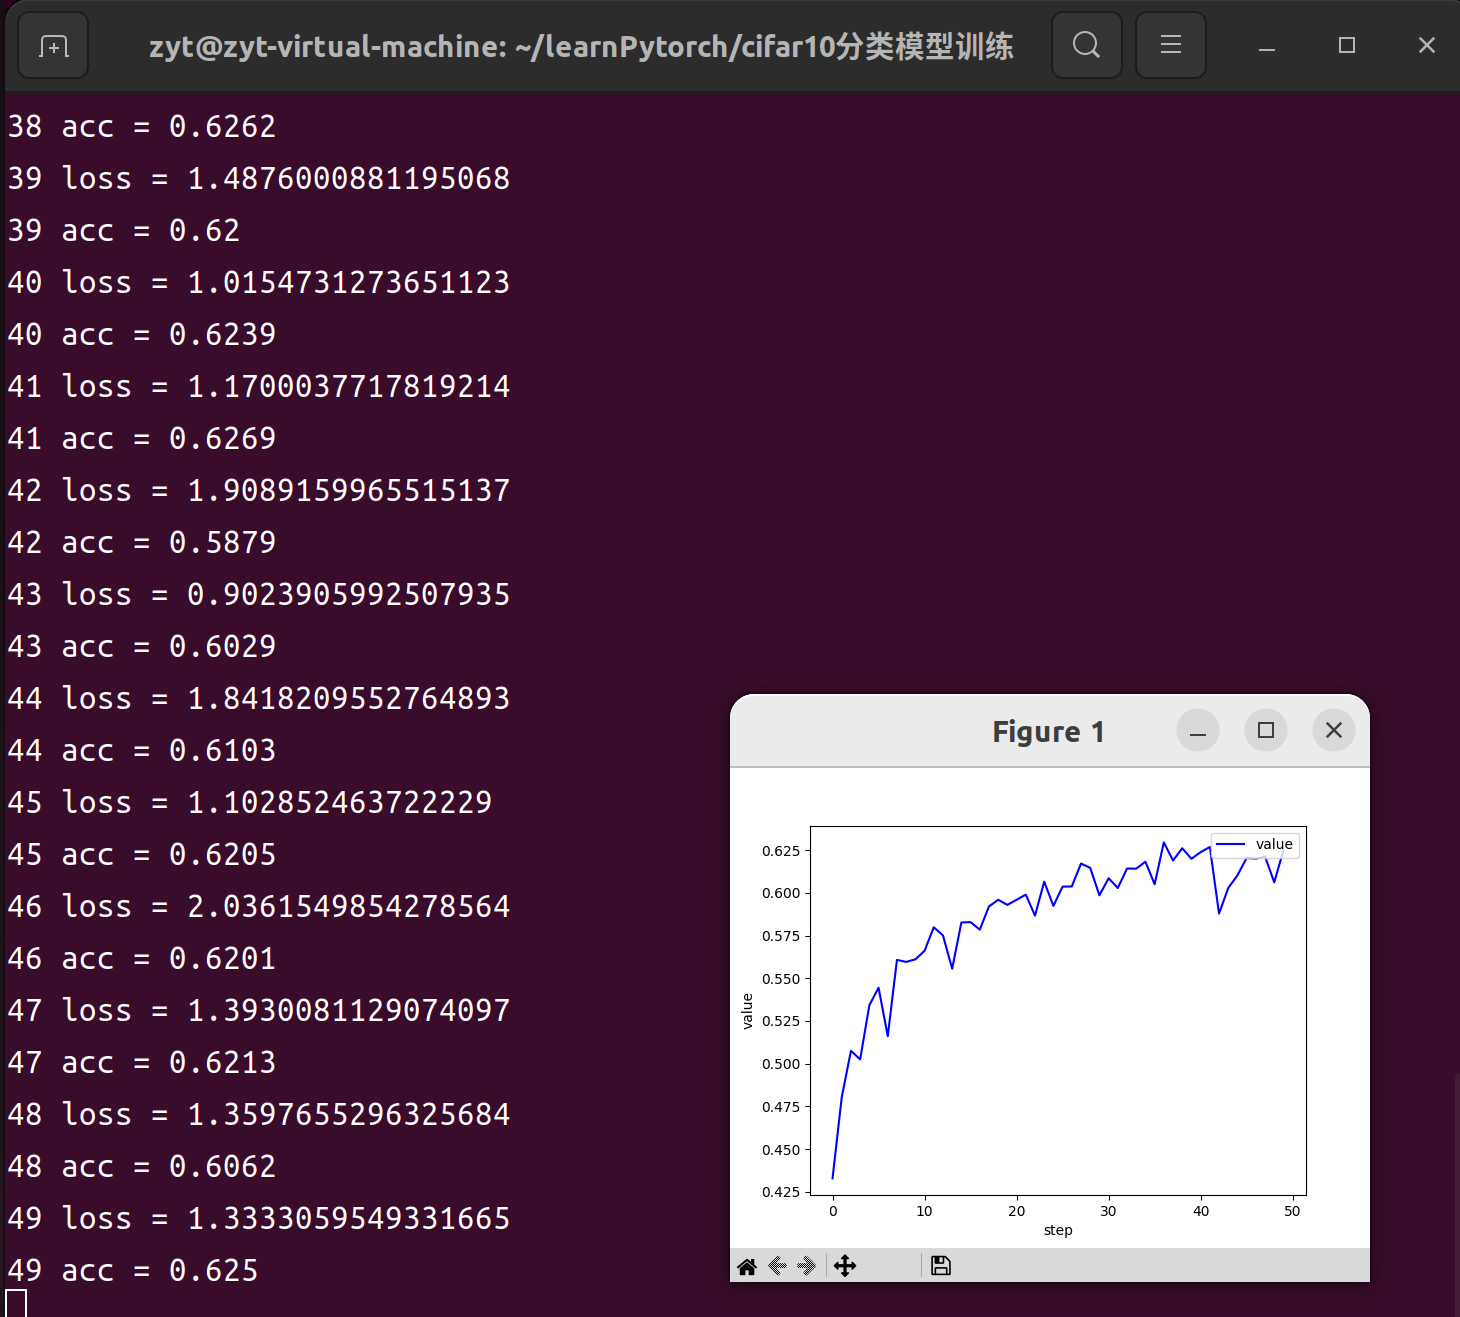 zyt@zyt-virtual-machine: ~/learnPytorch/cifar10分类模型训练
38 acc = 0.6262
39 loss = 1.4876000881195068
39 acc = 0.62
40 loss = 1.0154731273651123
40 acc = 0.6239
41 loss = 1.1700037717819214
41 acc = 0.6269
42 loss = 1.9089159965515137
42 acc = 0.5879
43 loss = 0.9023905992507935
43 acc = 0.6029
44 loss = 1.8418209552764893
44 acc = 0.6103
45 loss = 1.102852463722229
45 acc = 0.6205
46 loss = 2.0361549854278564
46 acc = 0.6201
47 loss = 1.3930081129074097
47 acc = 0.6213
48 loss = 1.3597655296325684
48 acc = 0.6062
49 loss = 1.3333059549331665
49 acc = 0.625
Figure 1
value
0.625
0.600
0.575
0.550
0.525
0.500
0.475
0.450
0.425
value
0 10 20 30 40 50
step